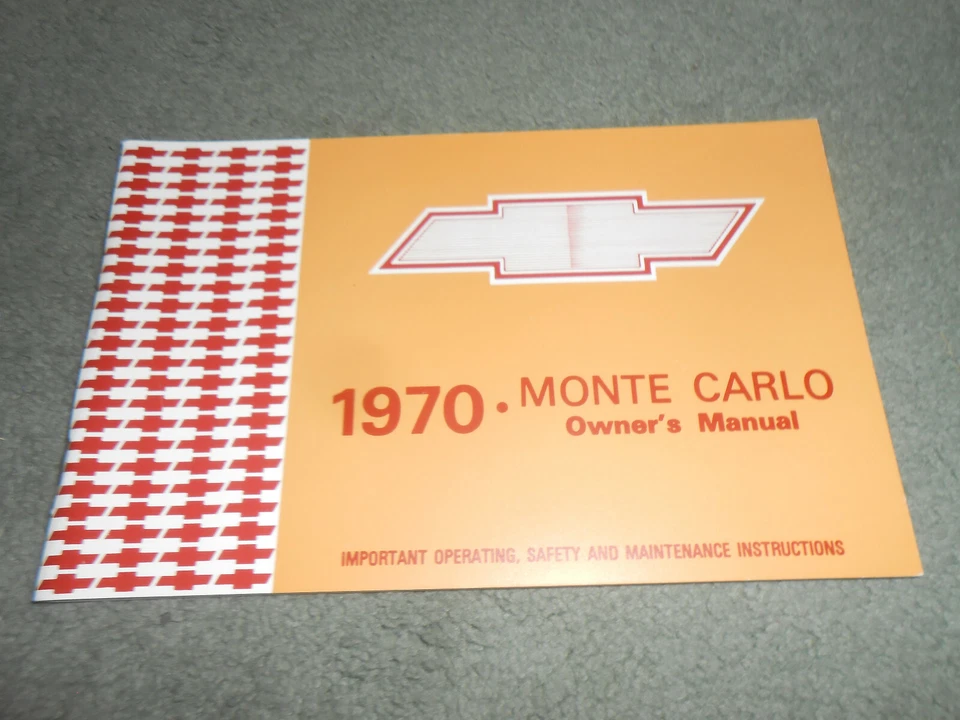 1970 • MONTE CARLO
Owner's Manual
IMPORTANT OPERATING, SAFETY AND MAINTENANCE INSTRUCTIONS